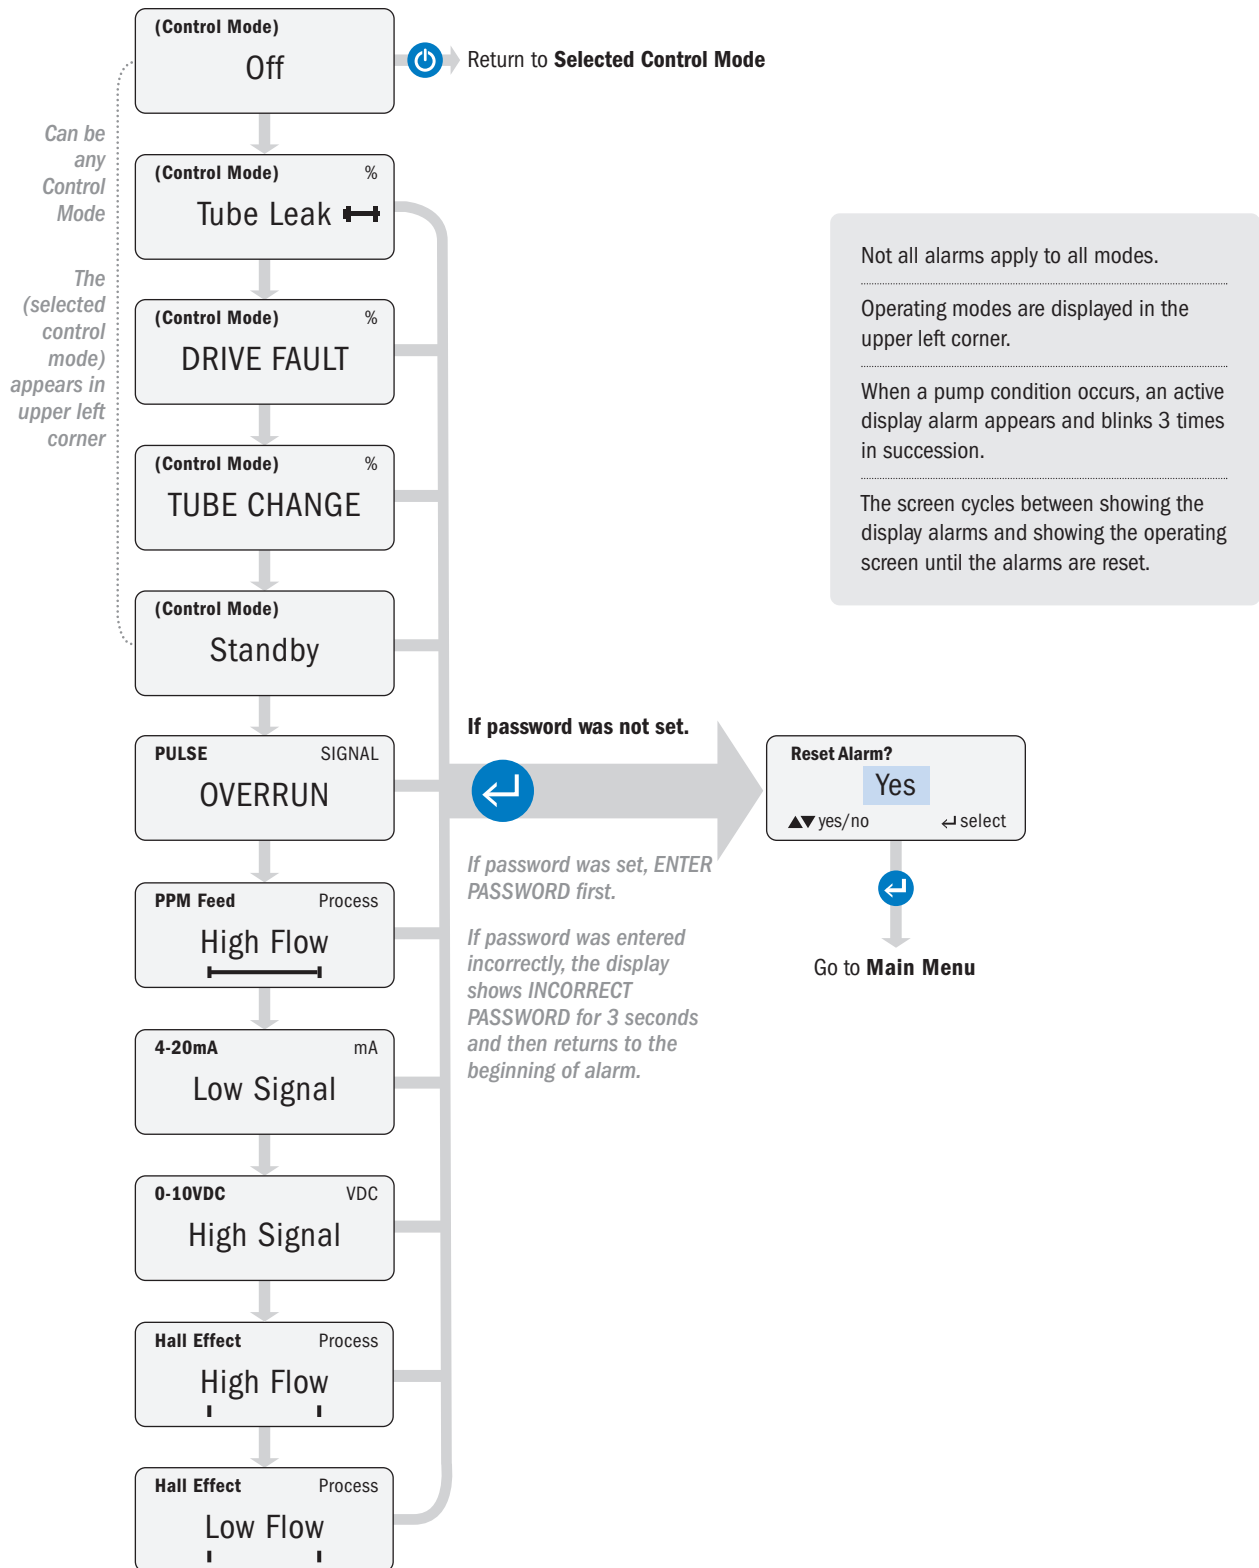 (Control Mode)
Off
Return to Selected Control Mode
Can be
any
Control
Mode
The
(selected
control
mode)
appears in
upper left
corner
(Control Mode) %
Tube Leak
(Control Mode) %
DRIVE FAULT
(Control Mode) %
TUBE CHANGE
(Control Mode)
Standby
PULSE SIGNAL
OVERRUN
PPM Feed Process
High Flow
4-20mA mA
Low Signal
0-10VDC VDC
High Signal
Hall Effect Process
High Flow
Hall Effect Process
Low Flow
Not all alarms apply to all modes.
Operating modes are displayed in the
upper left corner.
When a pump condition occurs, an active
display alarm appears and blinks 3 times
in succession.
The screen cycles between showing the
display alarms and showing the operating
screen until the alarms are reset.
If password was not set.
If password was set, ENTER
PASSWORD first.
If password was entered
incorrectly, the display
shows INCORRECT
PASSWORD for 3 seconds
and then returns to the
beginning of alarm.
Reset Alarm?
Yes
▲▼ yes/no ↵ select
Go to Main Menu